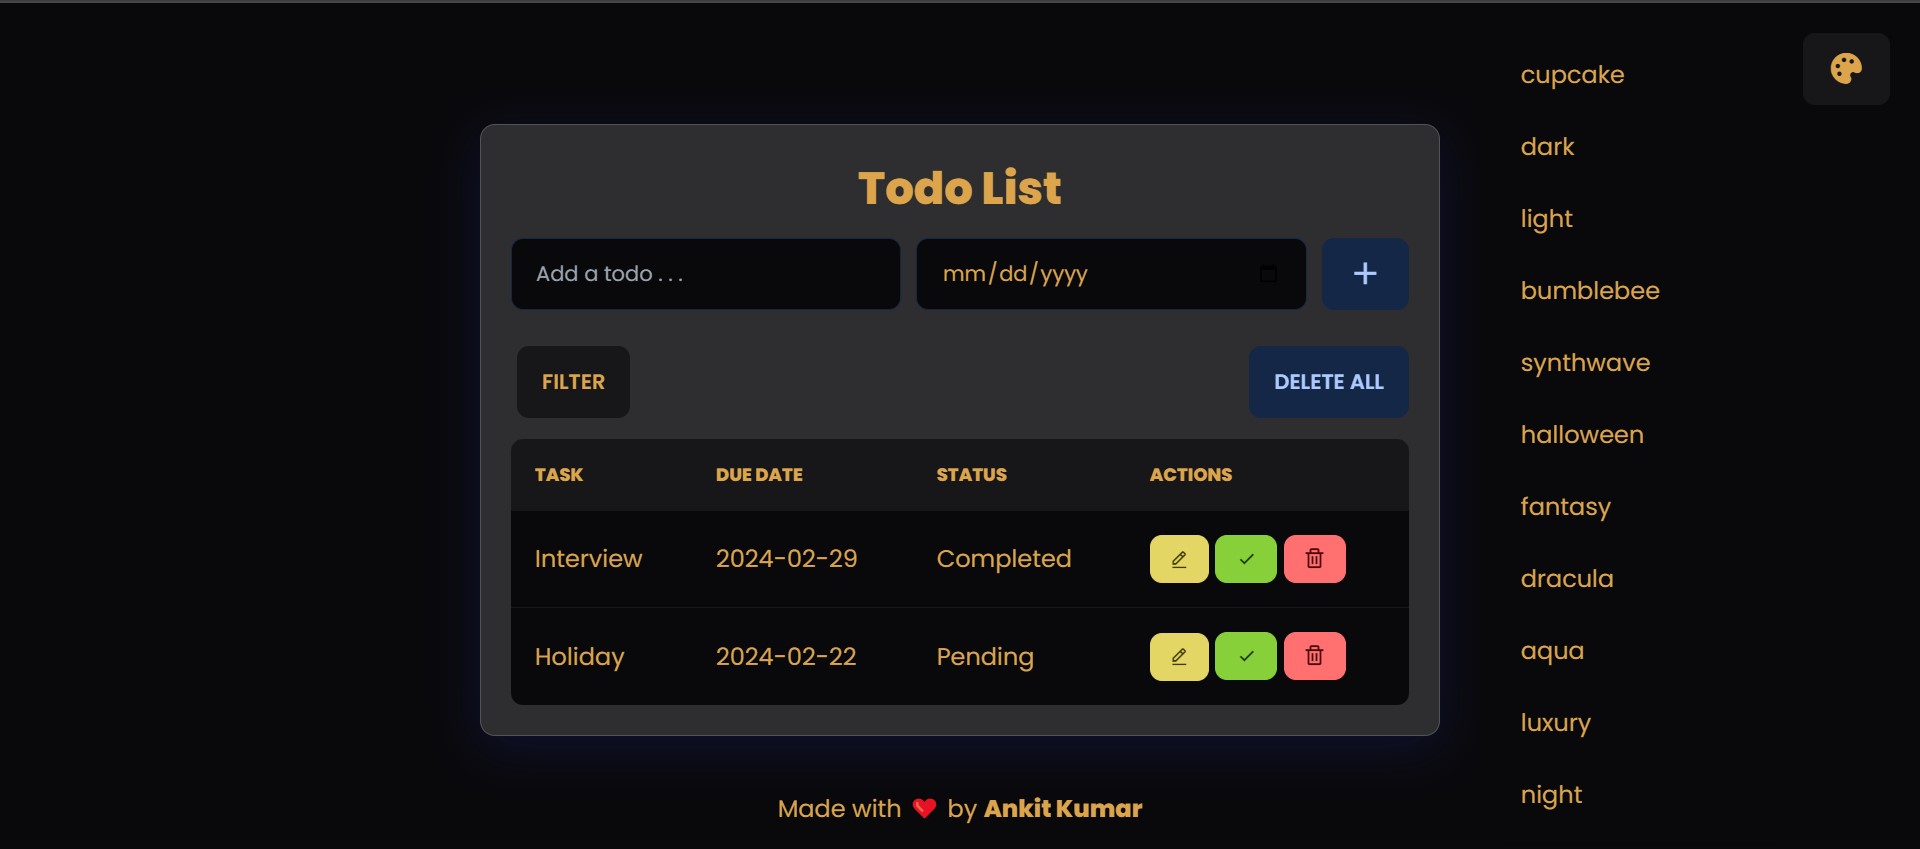 Todo List
Add a todo . . .
mm/dd/yyyy
+
FILTER
DELETE ALL
TASK DUE DATE STATUS ACTIONS
Interview 2024-02-29 Completed
Holiday 2024-02-22 Pending
Made with ❤ by Ankit Kumar
cupcake
dark
light
bumblebee
synthwave
halloween
fantasy
dracula
aqua
luxury
night